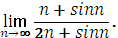 lim n→∞ (n + sinn)/(2n + sinn).